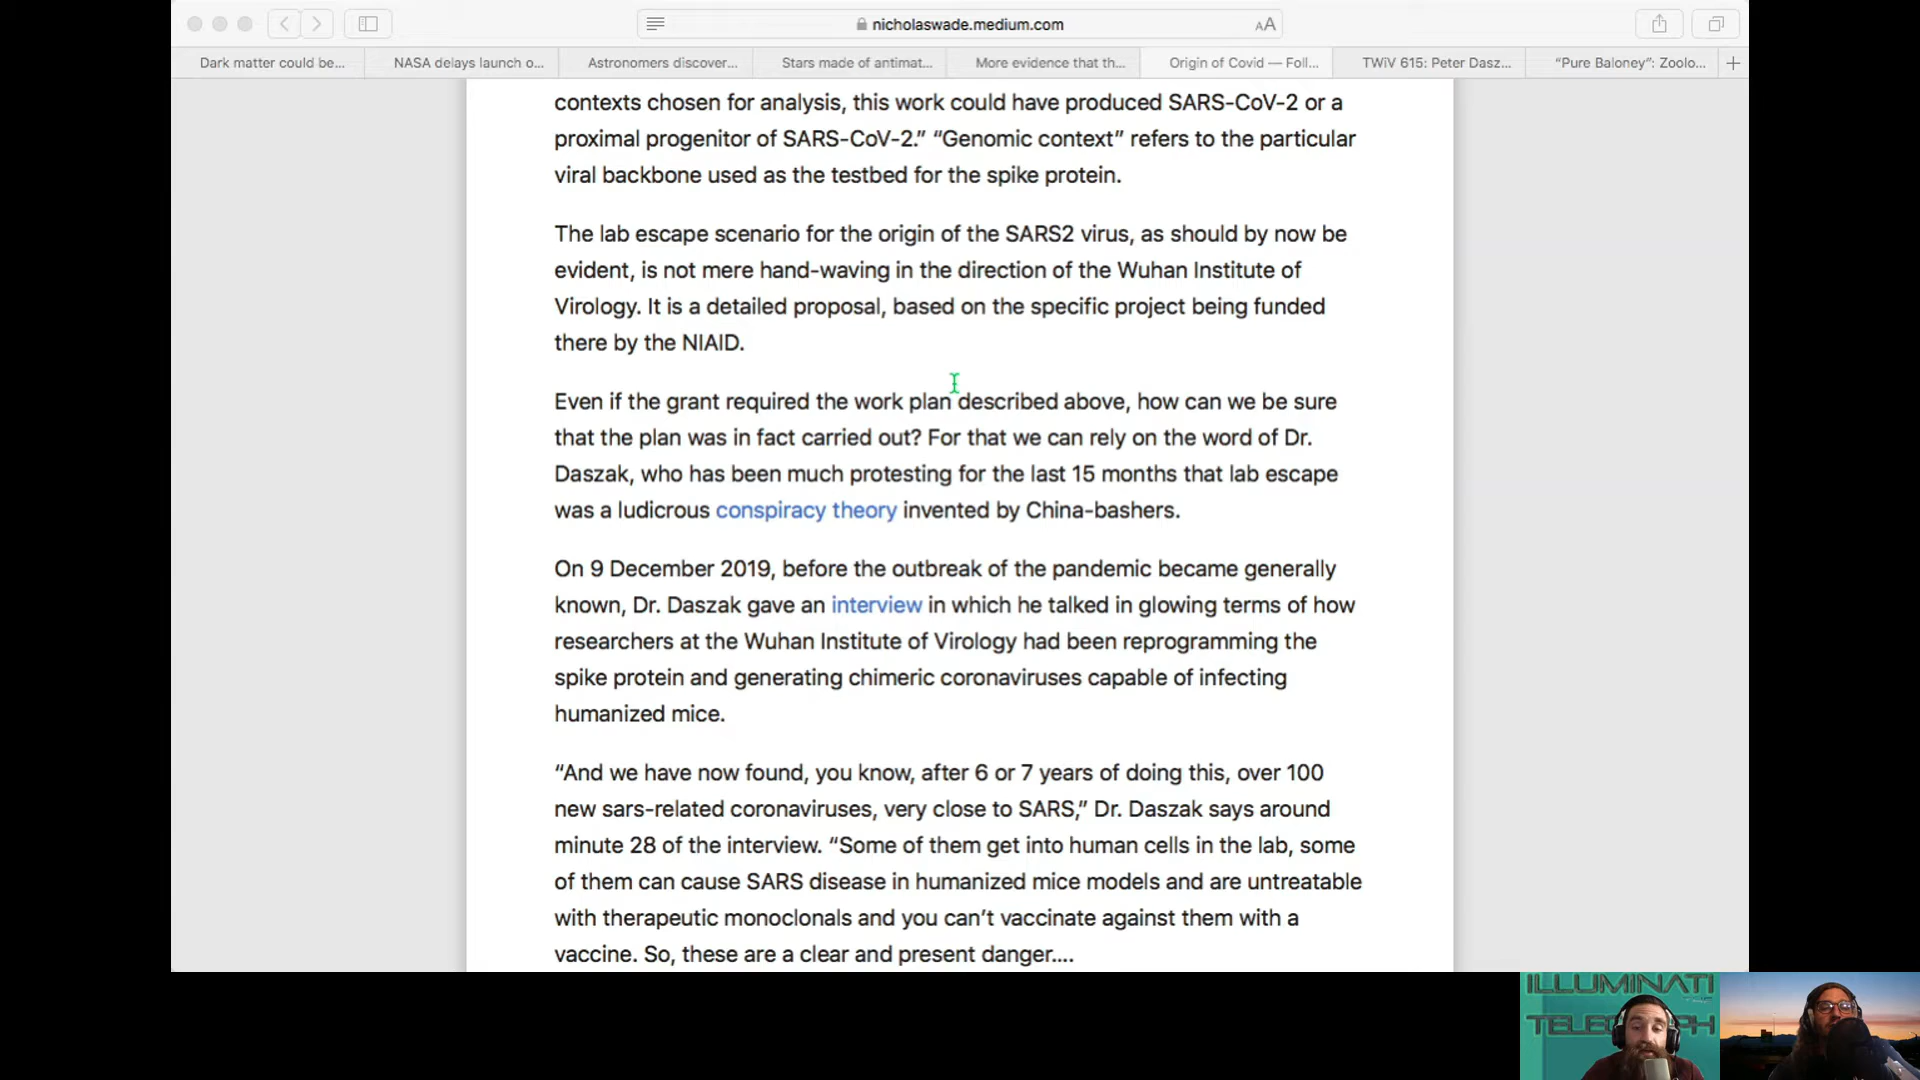 nicholaswade.medium.com
AA
Dark matter could be...
NASA delays launch o...
Astronomers discover...
Stars made of antimat...
More evidence that th...
Origin of Covid — Foll...
TWiV 615: Peter Dasz...
“Pure Baloney”: Zoolo...
contexts chosen for analysis, this work could have produced SARS-CoV-2 or a
proximal progenitor of SARS-CoV-2.” “Genomic context” refers to the particular
viral backbone used as the testbed for the spike protein.
The lab escape scenario for the origin of the SARS2 virus, as should by now be
evident, is not mere hand-waving in the direction of the Wuhan Institute of
Virology. It is a detailed proposal, based on the specific project being funded
there by the NIAID.
Even if the grant required the work plan described above, how can we be sure
that the plan was in fact carried out? For that we can rely on the word of Dr.
Daszak, who has been much protesting for the last 15 months that lab escape
was a ludicrous conspiracy theory invented by China-bashers.
On 9 December 2019, before the outbreak of the pandemic became generally
known, Dr. Daszak gave an interview in which he talked in glowing terms of how
researchers at the Wuhan Institute of Virology had been reprogramming the
spike protein and generating chimeric coronaviruses capable of infecting
humanized mice.
“And we have now found, you know, after 6 or 7 years of doing this, over 100
new sars-related coronaviruses, very close to SARS,” Dr. Daszak says around
minute 28 of the interview. “Some of them get into human cells in the lab, some
of them can cause SARS disease in humanized mice models and are untreatable
with therapeutic monoclonals and you can’t vaccinate against them with a
vaccine. So, these are a clear and present danger....
ILLUMINATI